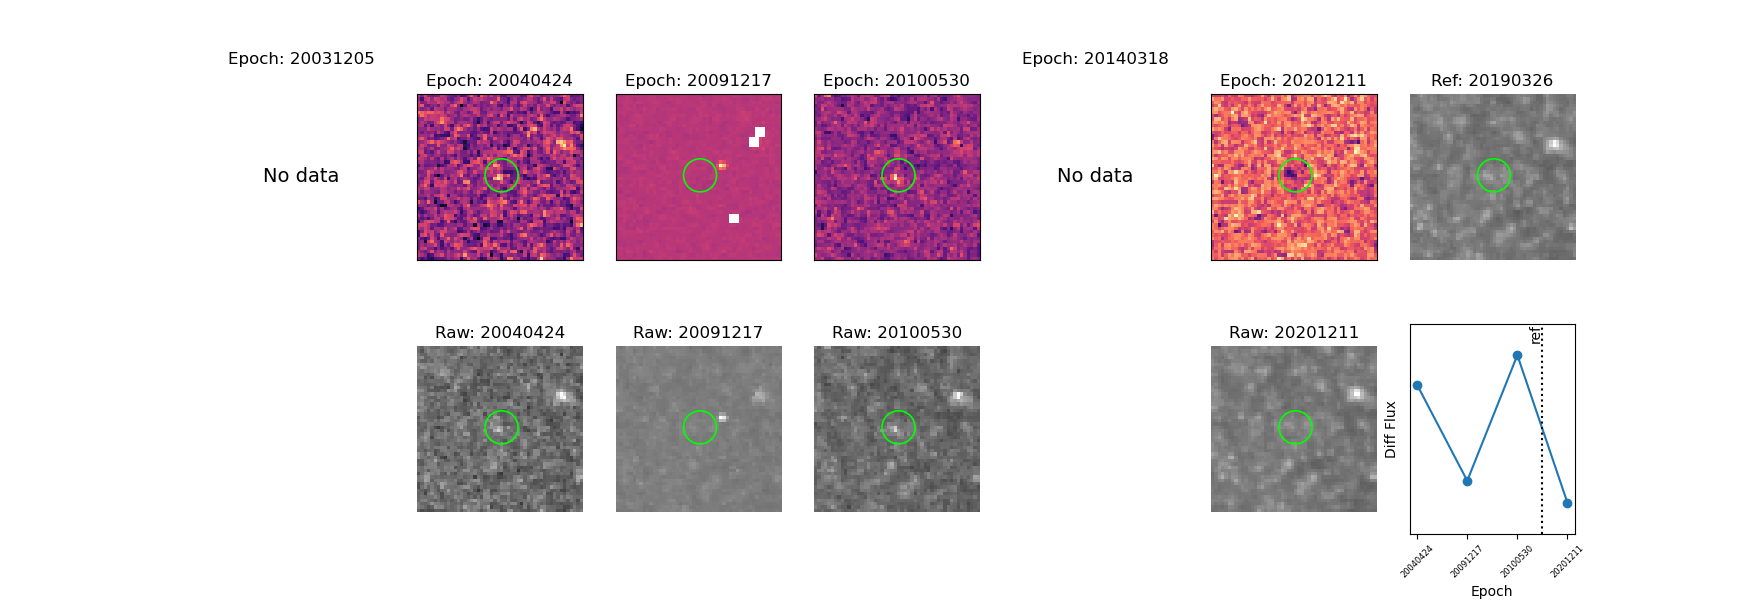 Epoch: 20031205
Epoch: 20140318
Epoch: 20040424
Epoch: 20091217
Epoch: 20100530
Epoch: 20201211
Ref: 20190326
No data
No data
Raw: 20040424
Raw: 20091217
Raw: 20100530
Raw: 20201211
ref
Diff Flux
20040424
20091217
20100530
20201211
Epoch